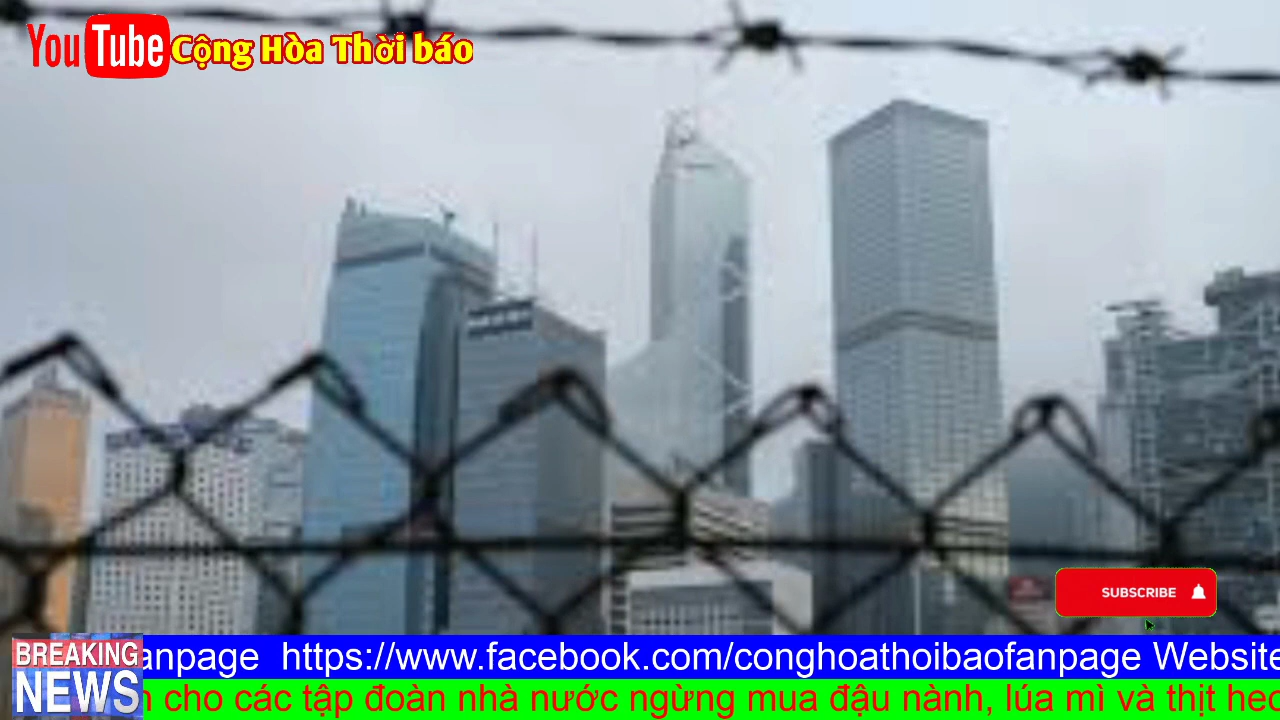 YouTube Cộng Hòa Thời báo
SUBSCRIBE
BREAKING
NEWS
anpage https://www.facebook.com/conghoathoibaofanpage Website
cho các tập đoàn nhà nước ngừng mua đậu nành, lúa mì và thịt heo